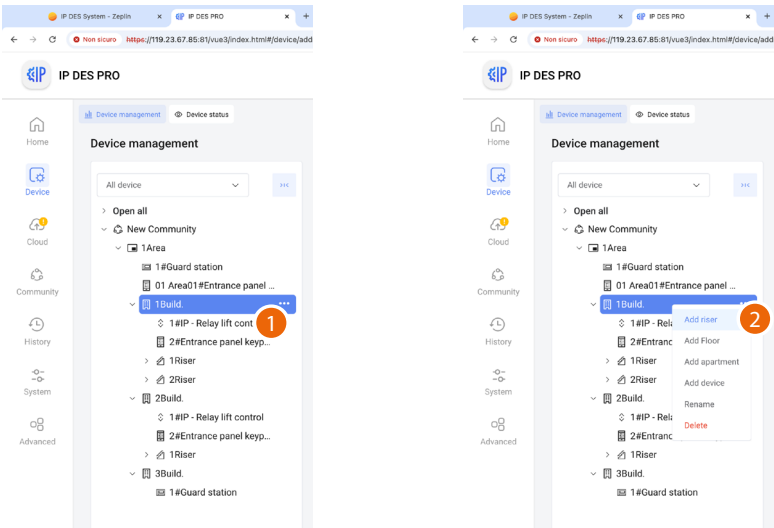 IP DES System - Zeplin
IP DES PRO
Non sicuro https://119.23.67.85:81/vue3/index.html#/device/add
IP DES PRO
Device management Device status
Device management
Home
Device
Cloud
Community
History
System
Advanced
All device
Open all
New Community
1Area
1#Guard station
01 Area01#Entrance panel ...
1Build.
1#IP - Relay lift cont
1
2#Entrance panel keyp...
1Riser
2Riser
2Build.
1#IP - Relay lift control
2#Entrance panel keyp...
1Riser
3Build.
1#Guard station
IP DES System - Zeplin
IP DES PRO
Non sicuro https://119.23.67.85:81/vue3/index.html#/device/add
IP DES PRO
Device management Device status
Device management
Home
Device
Cloud
Community
History
System
Advanced
All device
Open all
New Community
1Area
1#Guard station
01 Area01#Entrance panel ...
1Build.
1#IP - Rela
2#Entranc
1Riser
2Riser
2Build.
1#IP - Rela
2#Entranc
1Riser
3Build.
1#Guard station
Add riser
2
Add Floor
Add apartment
Add device
Rename
Delete